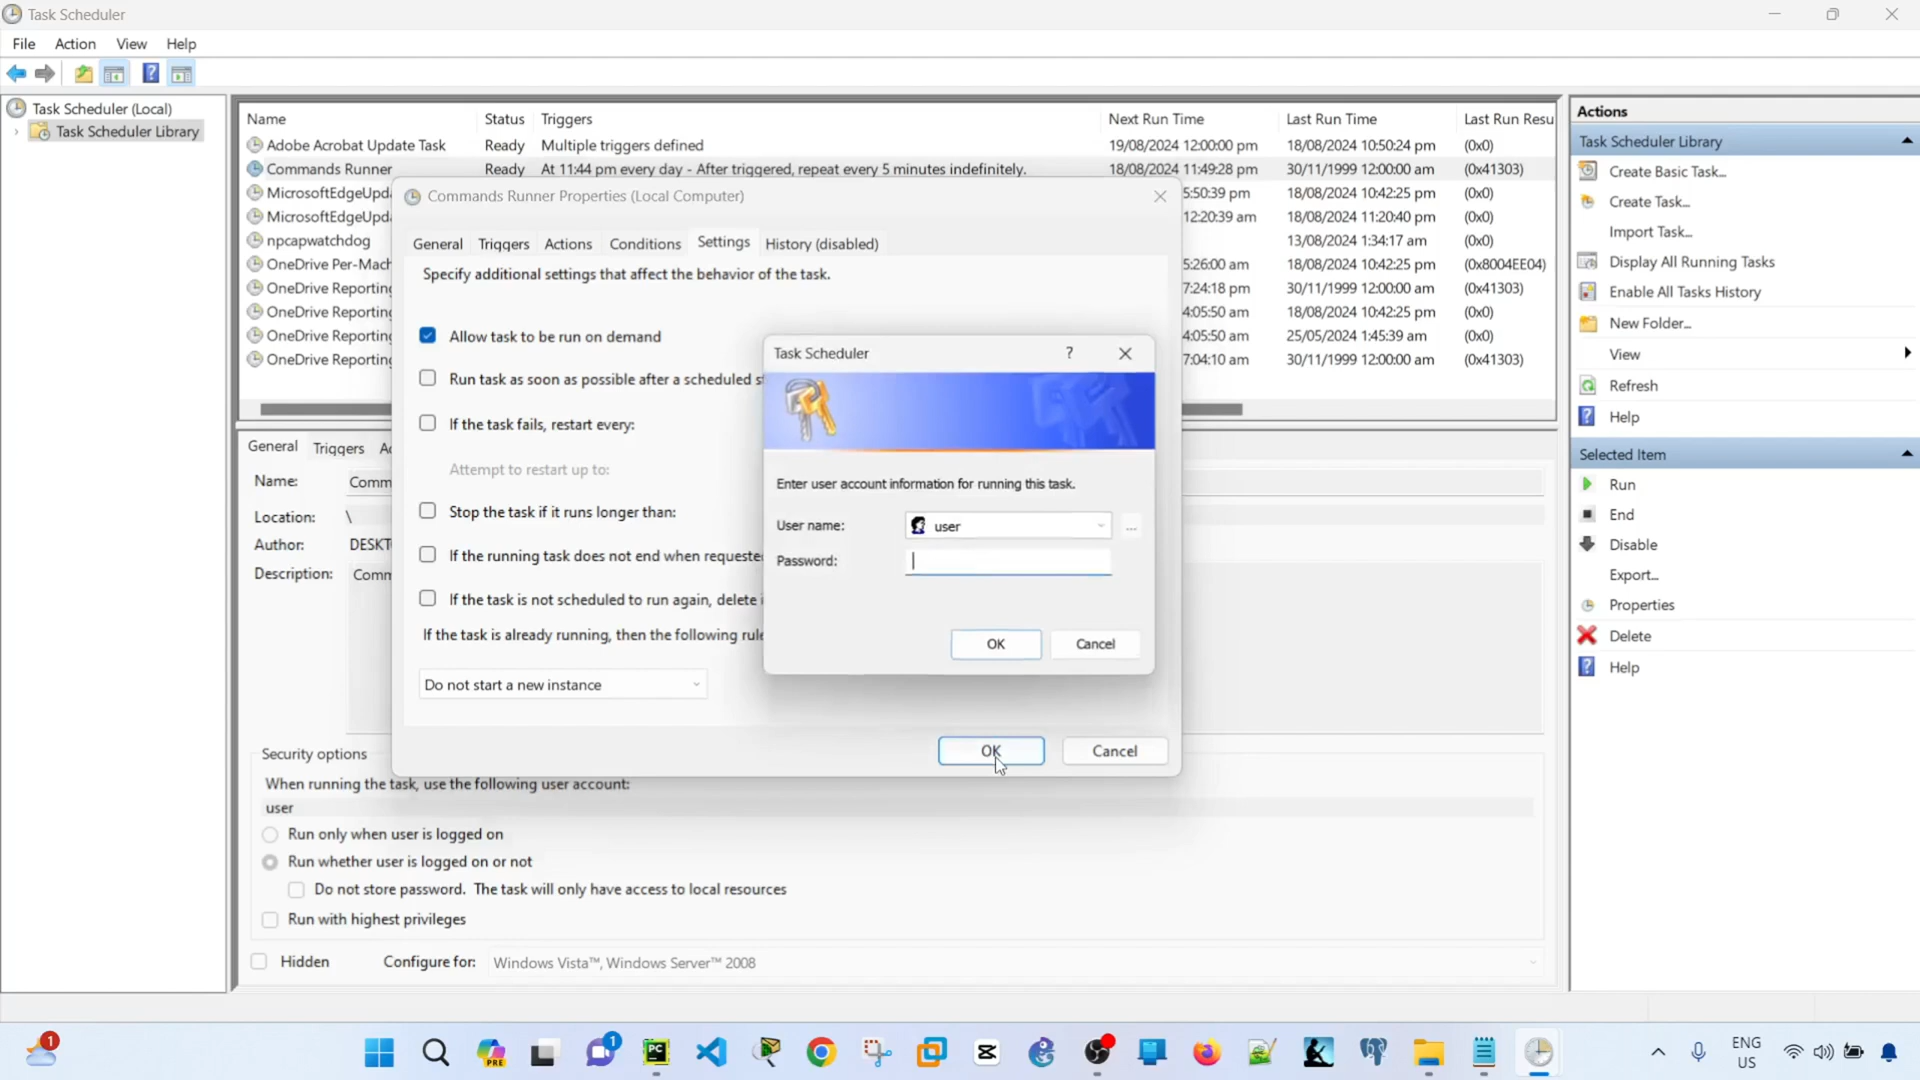 Task Scheduler
File Action View Help
Task Scheduler (Local)
Task Scheduler Library
Name Status Triggers Next Run Time Last Run Time Last Run Resu
Adobe Acrobat Update Task Ready Multiple triggers defined 19/08/2024 12:00:00 pm 18/08/2024 10:50:24 pm (0x0)
Commands Runner Ready At 11:44 pm every day - After triggered, repeat every 5 minutes indefinitely. 18/08/2024 11:49:28 pm 30/11/1999 12:00:00 am (0x41303)
MicrosoftEdgeUpda 5:50:39 pm 18/08/2024 10:42:25 pm (0x0)
MicrosoftEdgeUpda 12:20:39 am 18/08/2024 11:20:40 pm (0x0)
npcapwatchdog 13/08/2024 1:34:17 am (0x0)
OneDrive Per-Mach 5:26:00 am 18/08/2024 10:42:25 pm (0x8004EE04)
OneDrive Reporting 7:24:18 pm 30/11/1999 12:00:00 am (0x41303)
OneDrive Reporting 4:05:50 am 18/08/2024 10:42:25 pm (0x0)
OneDrive Reporting 4:05:50 am 25/05/2024 1:45:39 am (0x0)
OneDrive Reporting 7:04:10 am 30/11/1999 12:00:00 am (0x41303)
Commands Runner Properties (Local Computer)
General Triggers Actions Conditions Settings History (disabled)
Specify additional settings that affect the behavior of the task.
Allow task to be run on demand
Run task as soon as possible after a scheduled st
If the task fails, restart every:
Attempt to restart up to:
Stop the task if it runs longer than:
If the running task does not end when requested
If the task is not scheduled to run again, delete i
If the task is already running, then the following rule
Do not start a new instance
OK Cancel
Task Scheduler ?
Enter user account information for running this task.
User name: user ...
Password:
OK Cancel
General Triggers Ac
Name: Comm
Location: \
Author: DESKT
Description: Comm
Security options
When running the task, use the following user account:
user
Run only when user is logged on
Run whether user is logged on or not
Do not store password. The task will only have access to local resources
Run with highest privileges
Hidden Configure for: Windows Vista™, Windows Server™ 2008
Actions
Task Scheduler Library
Create Basic Task...
Create Task...
Import Task...
Display All Running Tasks
Enable All Tasks History
New Folder...
View
Refresh
Help
Selected Item
Run
End
Disable
Export...
Properties
Delete
Help
1
PRE
1
PC
ENG
US